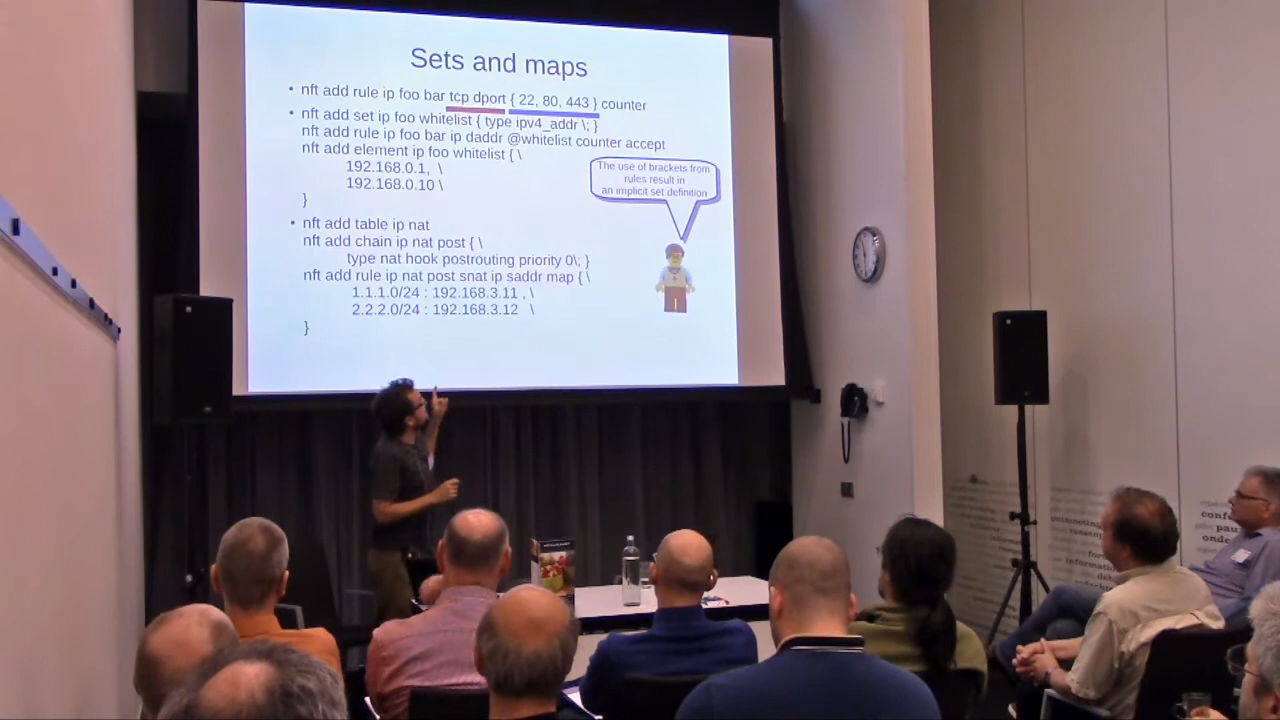 Sets and maps
• nft add rule ip foo bar tcp dport { 22, 80, 443 } counter
• nft add set ip foo whitelist { type ipv4_addr \; }
nft add rule ip foo bar ip daddr @whitelist counter accept
nft add element ip foo whitelist { \
192.168.0.1, \
192.168.0.10 \
}
The use of brackets from
rules result in
an implicit set definition
• nft add table ip nat
nft add chain ip nat post { \
type nat hook postrouting priority 0\; }
nft add rule ip nat post snat ip saddr map { \
1.1.1.0/24 : 192.168.3.11 , \
2.2.2.0/24 : 192.168.3.12 \
}